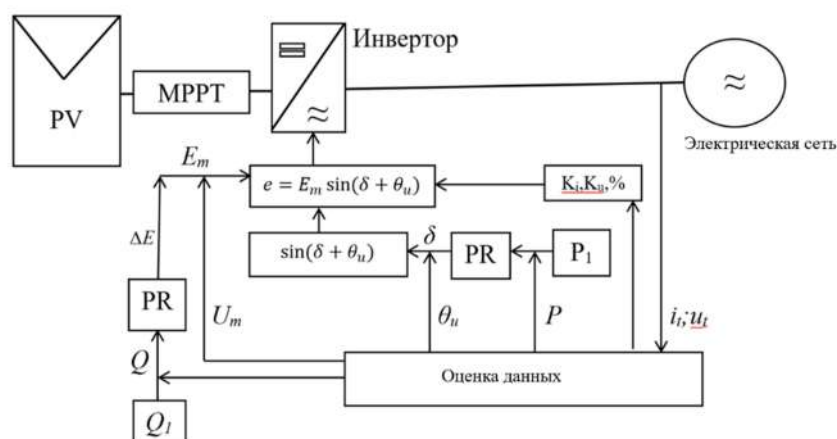 Инвертор
PV
MPPT
≈
≈
Электрическая сеть
E_m
e = E_m sin(δ + θ_u)
K_i,K_u,%
ΔE
sin(δ + θ_u)
δ
PR
P_1
PR
U_m
θ_u
P
i_t;u_t
Q
Оценка данных
Q_1